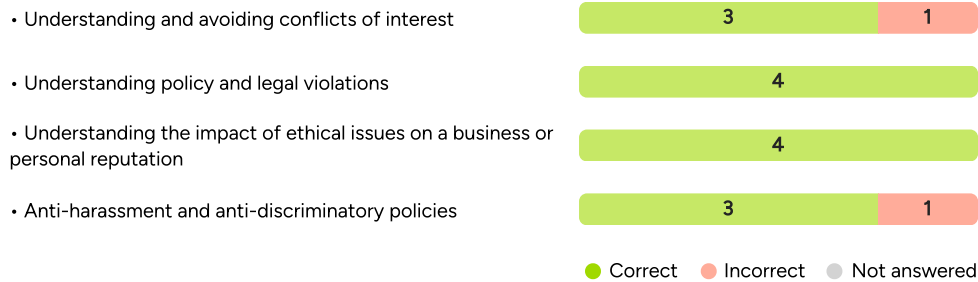 • Understanding and avoiding conflicts of interest
3 1
• Understanding policy and legal violations
4
• Understanding the impact of ethical issues on a business or
personal reputation
4
• Anti-harassment and anti-discriminatory policies
3 1
Correct Incorrect Not answered